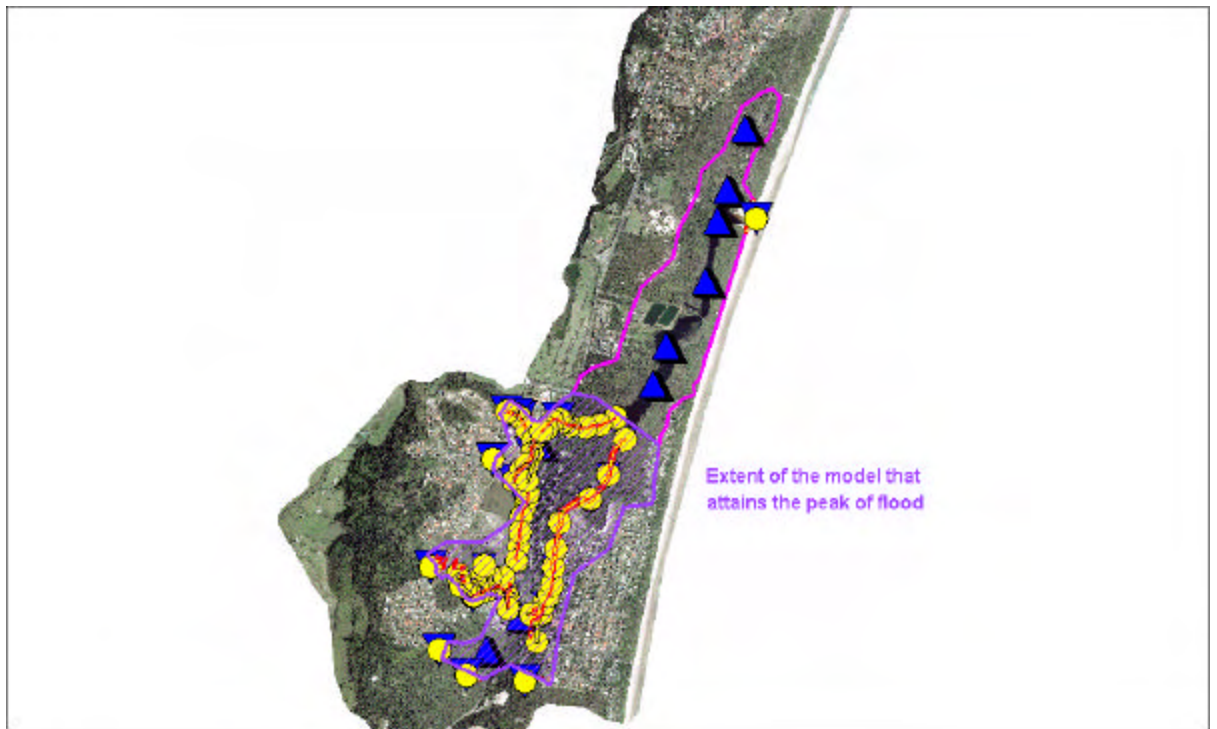 Extent of the model that
attains the peak of flood